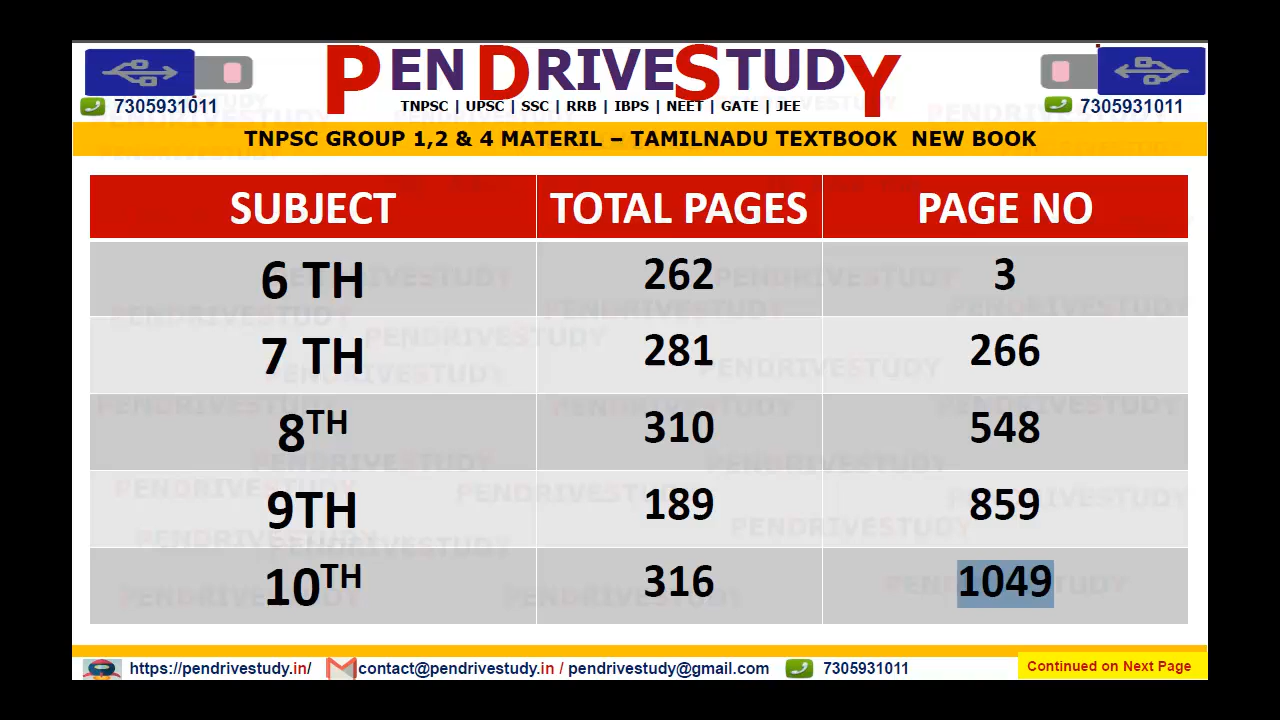 PENDRIVESTUDY
TNPSC | UPSC | SSC | RRB | IBPS | NEET | GATE | JEE
7305931011
7305931011
TNPSC GROUP 1,2 & 4 MATERIL – TAMILNADU TEXTBOOK NEW BOOK
SUBJECT TOTAL PAGES PAGE NO
6 TH 262 3
7 TH 281 266
8TH 310 548
9TH 189 859
10TH 316 1049
https://pendrivestudy.in/ contact@pendrivestudy.in / pendrivestudy@gmail.com 7305931011
Continued on Next Page